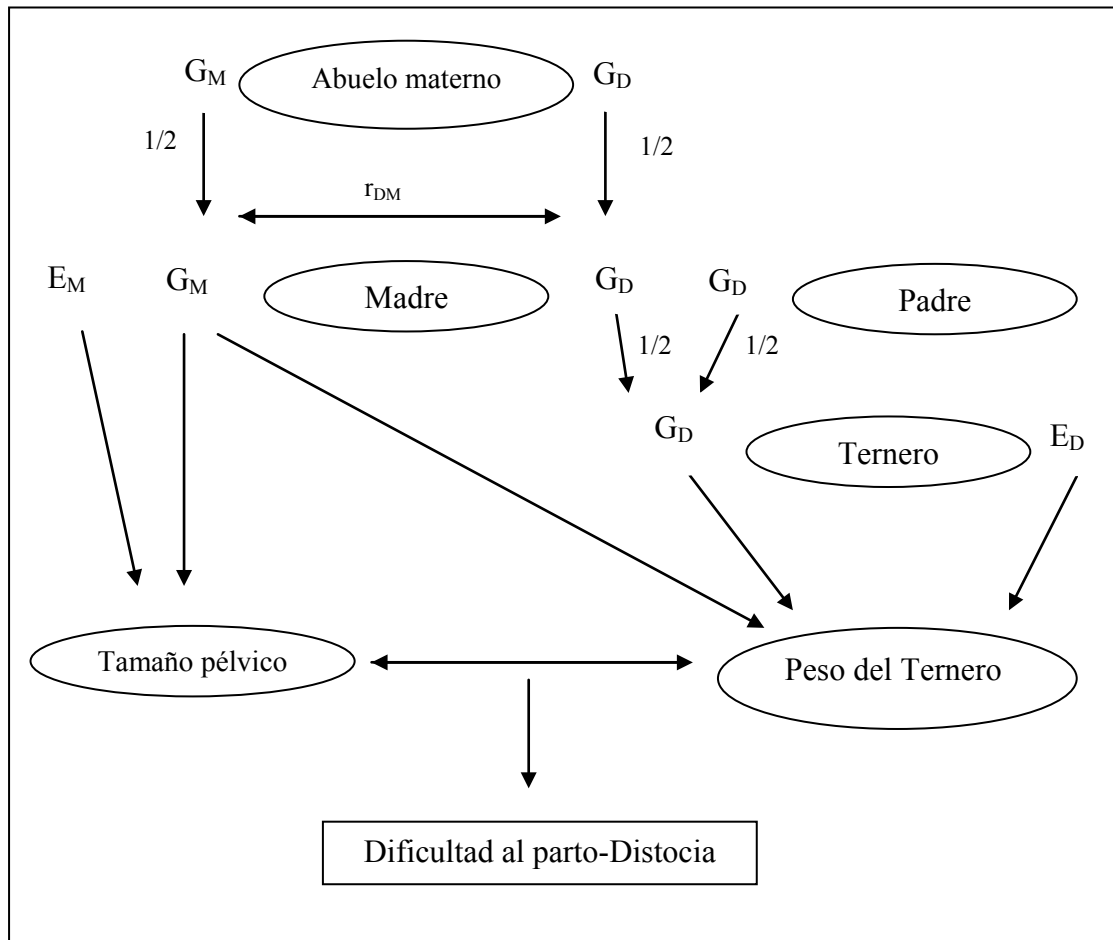 G_M Abuelo materno G_D
1/2 1/2
r_DM
E_M G_M Madre G_D G_D Padre
1/2 1/2
G_D Ternero E_D
Tamaño pélvico Peso del Ternero
Dificultad al parto-Distocia